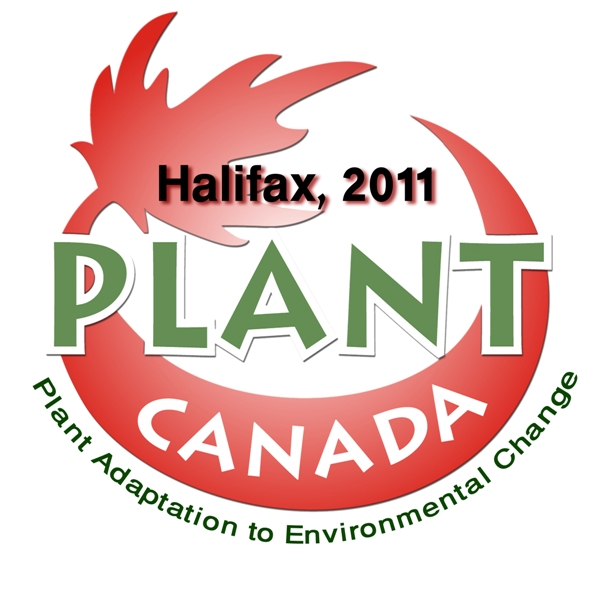 Halifax, 2011
PLANT
CANADA
Plant Adaptation to Environmental Change